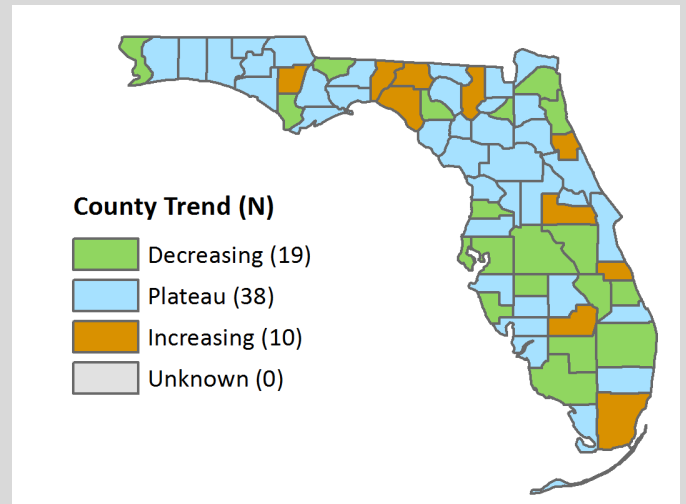 County Trend (N)
Decreasing (19)
Plateau (38)
Increasing (10)
Unknown (0)